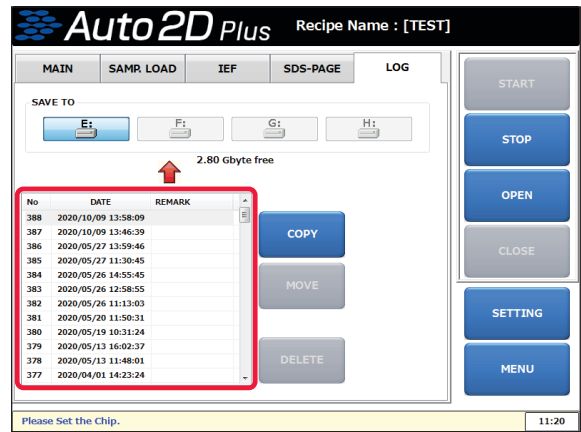 Auto2D Plus Recipe Name : [TEST]
MAIN SAMP. LOAD IEF SDS-PAGE LOG
START
SAVE TO
E: F: G: H:
STOP
2.80 Gbyte free
OPEN
No DATE REMARK
388 2020/10/09 13:58:09
387 2020/10/09 13:46:39
COPY
386 2020/05/27 13:59:46
385 2020/05/27 11:30:45
CLOSE
384 2020/05/26 14:55:45
383 2020/05/26 12:58:55
MOVE
382 2020/05/26 11:13:03
381 2020/05/20 11:50:31
SETTING
380 2020/05/19 10:31:24
379 2020/05/13 16:02:37
378 2020/05/13 11:48:01
DELETE
377 2020/04/01 14:23:24
MENU
Please Set the Chip. 11:20